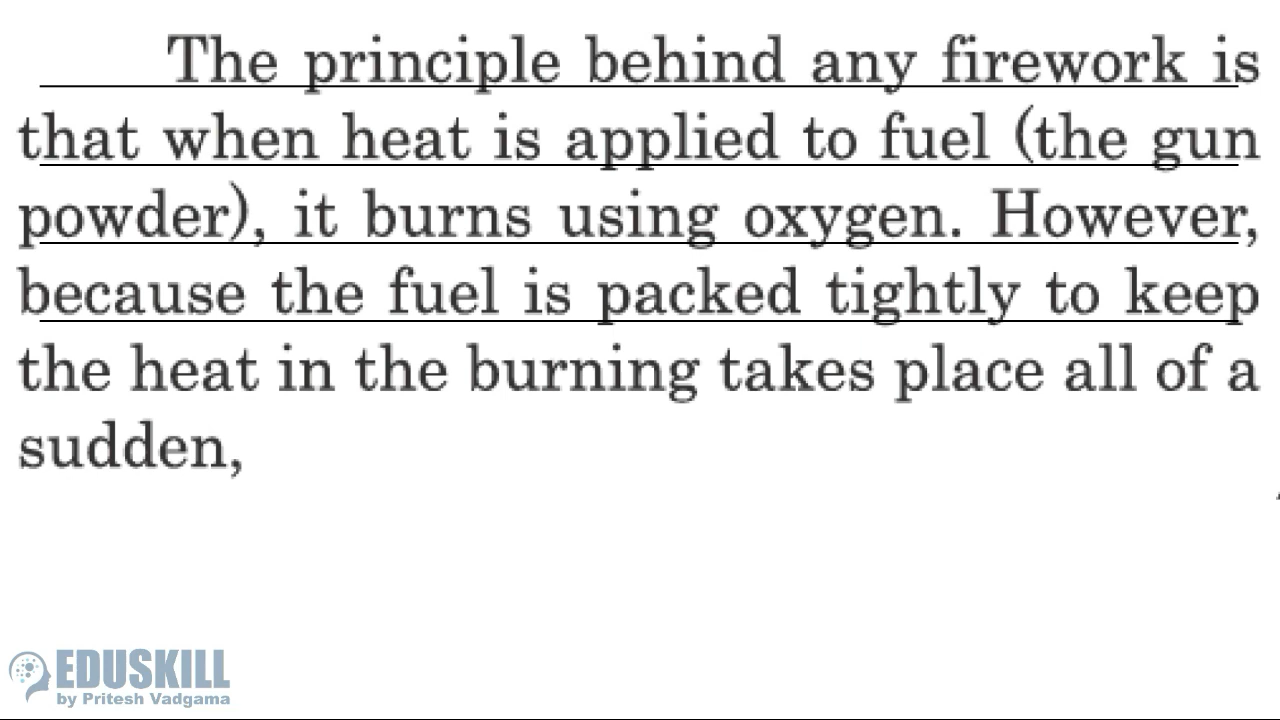 The principle behind any firework is
that when heat is applied to fuel (the gun
powder), it burns using oxygen. However,
because the fuel is packed tightly to keep
the heat in the burning takes place all of a
sudden,
EDUSKILL
by Pritesh Vadgama